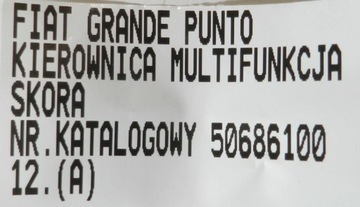 FIAT GRANDE PUNTO
KIEROWNICA MULTIFUNKCJA
SKORA
NR.KATALOGOWY 50686100
12.(A)